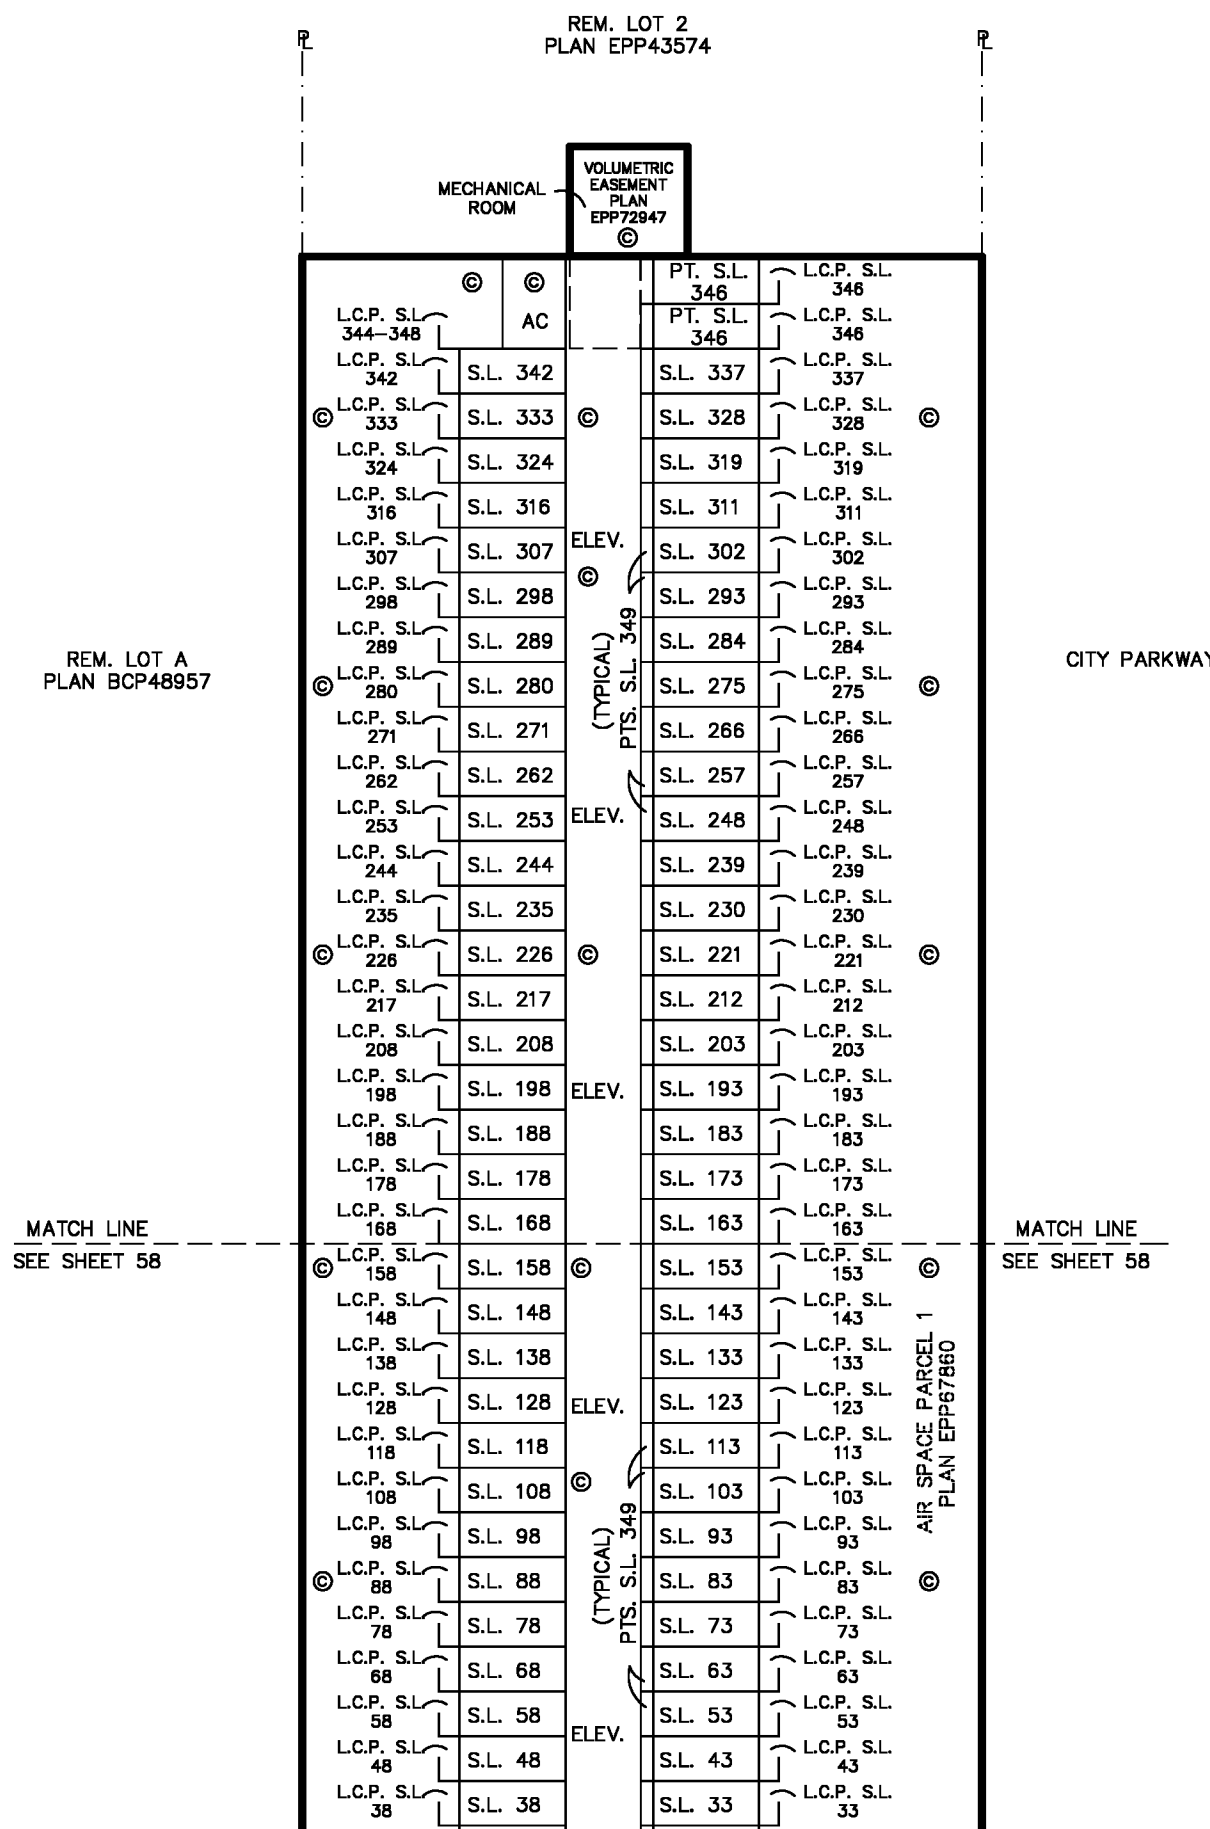 REM. LOT 2
PLAN EPP43574
PL
PL
VOLUMETRIC
EASEMENT
PLAN
EPP72947
©
MECHANICAL
ROOM
©
©
AC
PT. S.L.
346
L.C.P. S.L.
346
L.C.P. S.L.
344-348
PT. S.L.
346
L.C.P. S.L.
346
L.C.P. S.L.
342
S.L. 342
S.L. 337
L.C.P. S.L.
337
©
L.C.P. S.L.
333
S.L. 333
©
S.L. 328
L.C.P. S.L.
328
©
L.C.P. S.L.
324
S.L. 324
S.L. 319
L.C.P. S.L.
319
L.C.P. S.L.
316
S.L. 316
S.L. 311
L.C.P. S.L.
311
L.C.P. S.L.
307
S.L. 307
ELEV.
S.L. 302
L.C.P. S.L.
302
©
L.C.P. S.L.
298
S.L. 298
S.L. 293
L.C.P. S.L.
293
L.C.P. S.L.
289
S.L. 289
(TYPICAL)
PTS. S.L. 349
S.L. 284
L.C.P. S.L.
284
REM. LOT A
PLAN BCP48957
CITY PARKWAY
©
L.C.P. S.L.
280
S.L. 280
S.L. 275
L.C.P. S.L.
275
©
L.C.P. S.L.
271
S.L. 271
S.L. 266
L.C.P. S.L.
266
L.C.P. S.L.
262
S.L. 262
S.L. 257
L.C.P. S.L.
257
L.C.P. S.L.
253
S.L. 253
ELEV.
S.L. 248
L.C.P. S.L.
248
L.C.P. S.L.
244
S.L. 244
S.L. 239
L.C.P. S.L.
239
L.C.P. S.L.
235
S.L. 235
S.L. 230
L.C.P. S.L.
230
©
L.C.P. S.L.
226
S.L. 226
©
S.L. 221
L.C.P. S.L.
221
©
L.C.P. S.L.
217
S.L. 217
S.L. 212
L.C.P. S.L.
212
L.C.P. S.L.
208
S.L. 208
S.L. 203
L.C.P. S.L.
203
L.C.P. S.L.
198
S.L. 198
ELEV.
S.L. 193
L.C.P. S.L.
193
L.C.P. S.L.
188
S.L. 188
S.L. 183
L.C.P. S.L.
183
L.C.P. S.L.
178
S.L. 178
S.L. 173
L.C.P. S.L.
173
L.C.P. S.L.
168
S.L. 168
S.L. 163
L.C.P. S.L.
163
MATCH LINE
SEE SHEET 58
MATCH LINE
SEE SHEET 58
©
L.C.P. S.L.
158
S.L. 158
©
S.L. 153
L.C.P. S.L.
153
©
L.C.P. S.L.
148
S.L. 148
S.L. 143
L.C.P. S.L.
143
L.C.P. S.L.
138
S.L. 138
S.L. 133
L.C.P. S.L.
133
AIR SPACE PARCEL 1
PLAN EPP67860
L.C.P. S.L.
128
S.L. 128
ELEV.
S.L. 123
L.C.P. S.L.
123
L.C.P. S.L.
118
S.L. 118
S.L. 113
L.C.P. S.L.
113
L.C.P. S.L.
108
S.L. 108
©
S.L. 103
L.C.P. S.L.
103
L.C.P. S.L.
98
S.L. 98
(TYPICAL)
PTS. S.L. 349
S.L. 93
L.C.P. S.L.
93
©
L.C.P. S.L.
88
S.L. 88
S.L. 83
L.C.P. S.L.
83
©
L.C.P. S.L.
78
S.L. 78
S.L. 73
L.C.P. S.L.
73
L.C.P. S.L.
68
S.L. 68
S.L. 63
L.C.P. S.L.
63
L.C.P. S.L.
58
S.L. 58
ELEV.
S.L. 53
L.C.P. S.L.
53
L.C.P. S.L.
48
S.L. 48
S.L. 43
L.C.P. S.L.
43
L.C.P. S.L.
38
S.L. 38
S.L. 33
L.C.P. S.L.
33